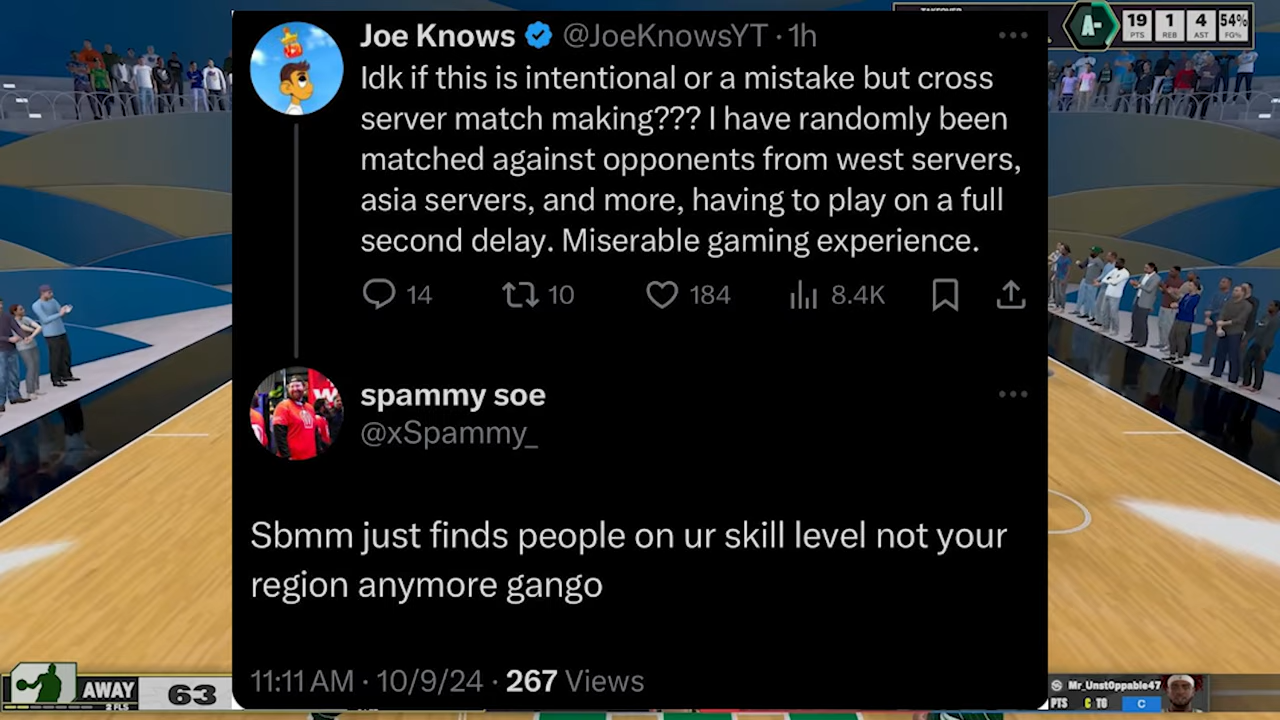 Joe Knows @JoeKnowsYT · 1h
Idk if this is intentional or a mistake but cross
server match making??? I have randomly been
matched against opponents from west servers,
asia servers, and more, having to play on a full
second delay. Miserable gaming experience.
14 10 184 8.4K
spammy soe
@xSpammy_
Sbmm just finds people on ur skill level not your
region anymore gango
11:11 AM · 10/9/24 · 267 Views
A-
19 1 4 54%
PTS REB AST FG%
AWAY 63
2 FLS
Mr_Unst0ppable47
PTS C TO C